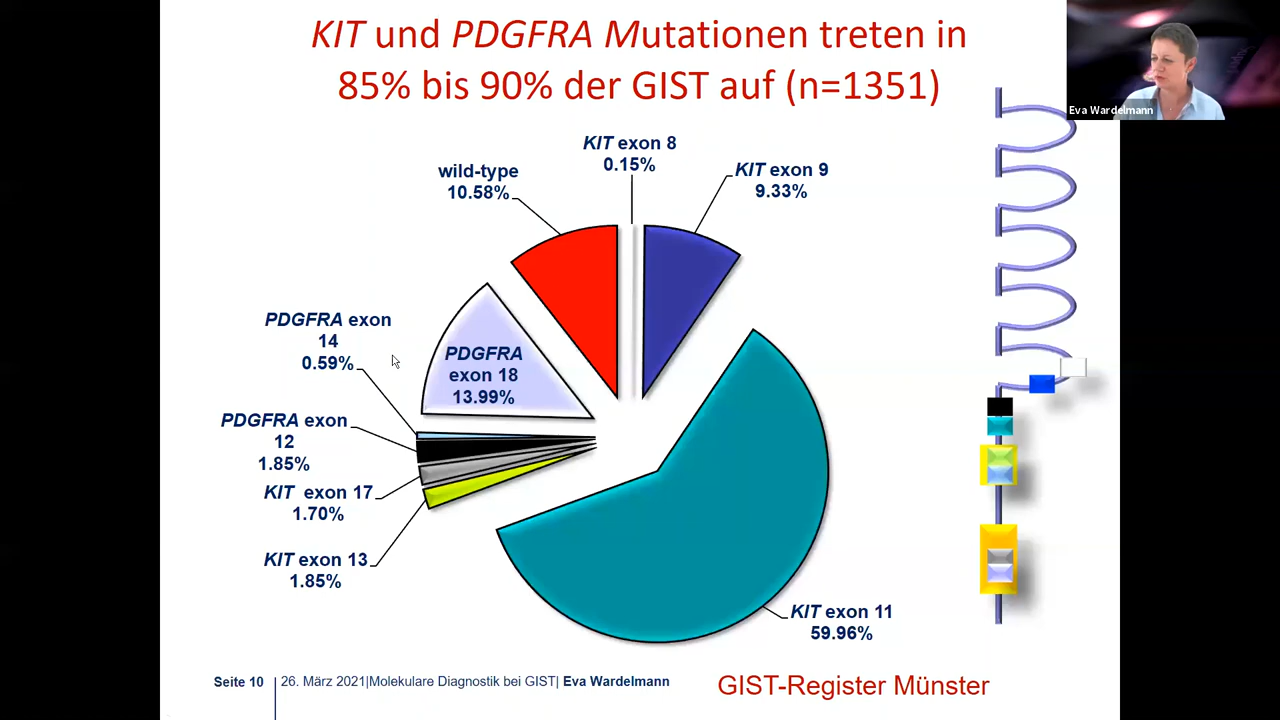 KIT und PDGFRA Mutationen treten in
85% bis 90% der GIST auf (n=1351)
Eva Wardelmann
KIT exon 8
0.15%
wild-type
10.58%
KIT exon 9
9.33%
PDGFRA exon
14
0.59%
PDGFRA
exon 18
13.99%
PDGFRA exon
12
1.85%
KIT exon 17
1.70%
KIT exon 13
1.85%
KIT exon 11
59.96%
Seite 10
26. März 2021|Molekulare Diagnostik bei GIST| Eva Wardelmann
GIST-Register Münster